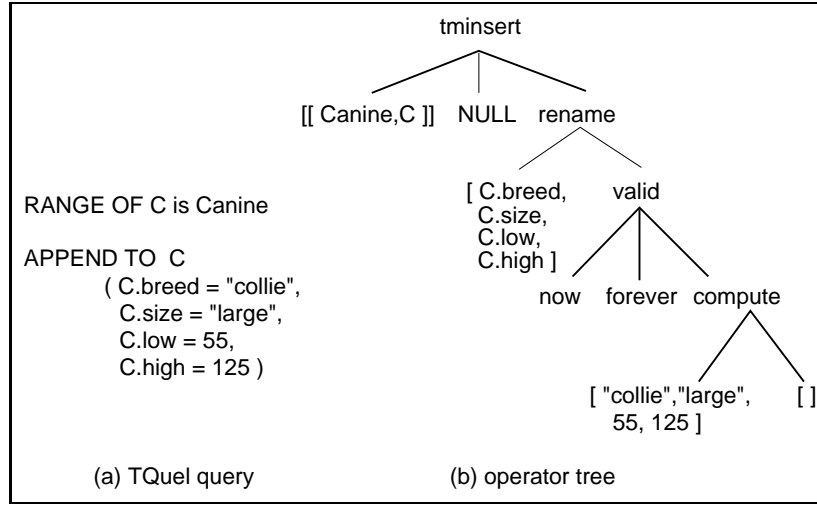 tminsert
[[ Canine,C ]] NULL rename
[ C.breed, valid
C.size,
C.low,
C.high ]
RANGE OF C is Canine
APPEND TO C
( C.breed = "collie",
C.size = "large",
C.low = 55,
C.high = 125 )
now forever compute
[ "collie","large", [ ]
55, 125 ]
(a) TQuel query (b) operator tree